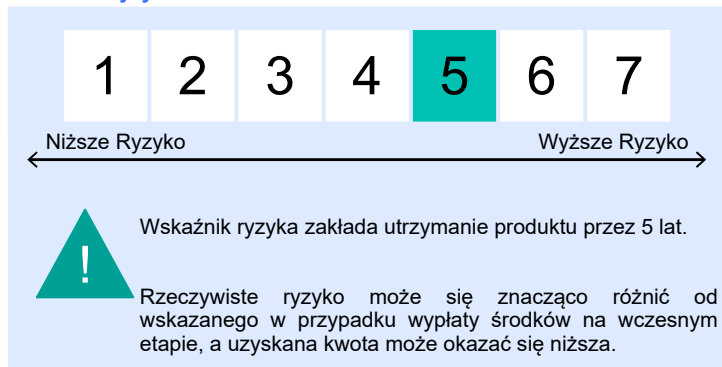 1 2 3 4 5 6 7
Niższe Ryzyko Wyższe Ryzyko
!
Wskaźnik ryzyka zakłada utrzymanie produktu przez 5 lat.
Rzeczywiste ryzyko może się znacząco różnić od
wskazanego w przypadku wypłaty środków na wczesnym
etapie, a uzyskana kwota może okazać się niższa.